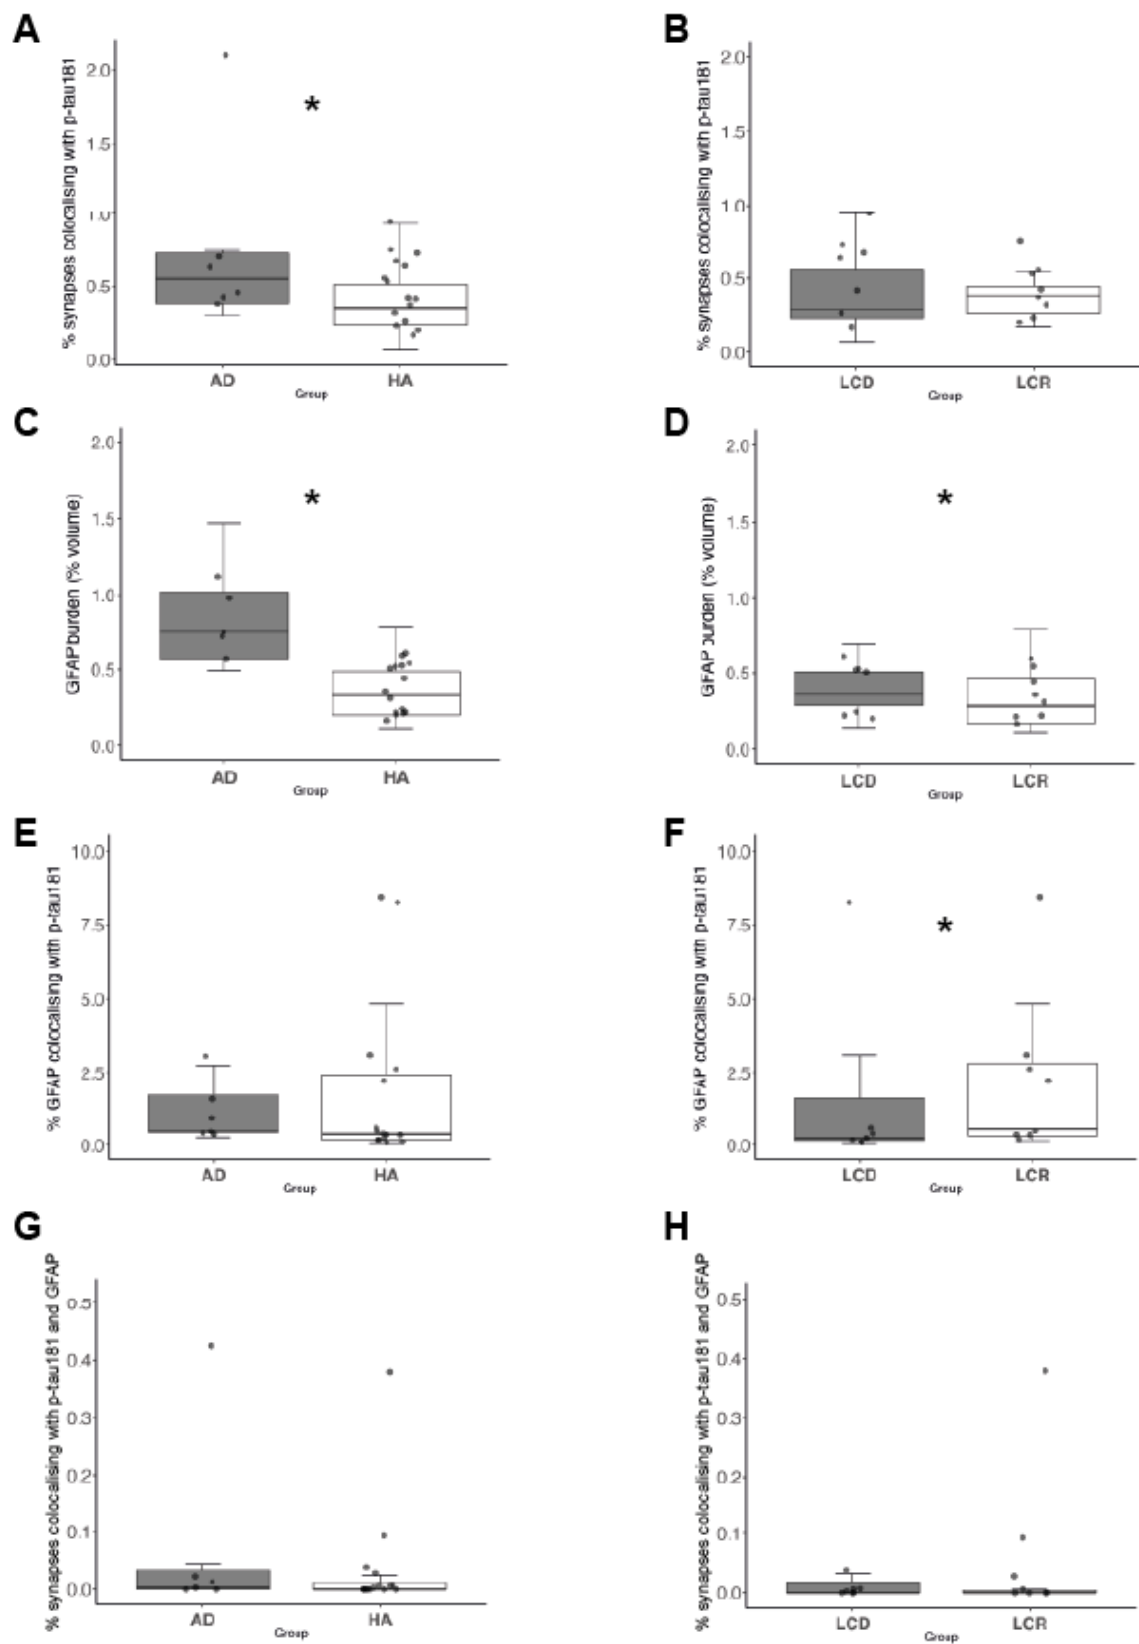 A
% synapses colocalising with p-tau181
2.0
1.5
1.0
0.5
0.0
*
AD
HA
Group
B
% synapses colocalising with p-tau181
2.0
1.5
1.0
0.5
0.0
LCD
LCR
Group
C
GFAP burden (% volume)
2.0
1.5
1.0
0.5
0.0
*
AD
HA
Group
D
GFAP burden (% volume)
2.0
1.5
1.0
0.5
0.0
*
LCD
LCR
Group
E
% GFAP colocalising with p-tau181
10.0
7.5
5.0
2.5
0.0
AD
HA
Group
F
% GFAP colocalising with p-tau181
10.0
7.5
5.0
2.5
0.0
*
LCD
LCR
Group
G
% synapses colocalising with p-tau181 and GFAP
0.5
0.4
0.3
0.2
0.1
0.0
AD
HA
Group
H
% synapses colocalising with p-tau181 and GFAP
0.5
0.4
0.3
0.2
0.1
0.0
LCD
LCR
Group